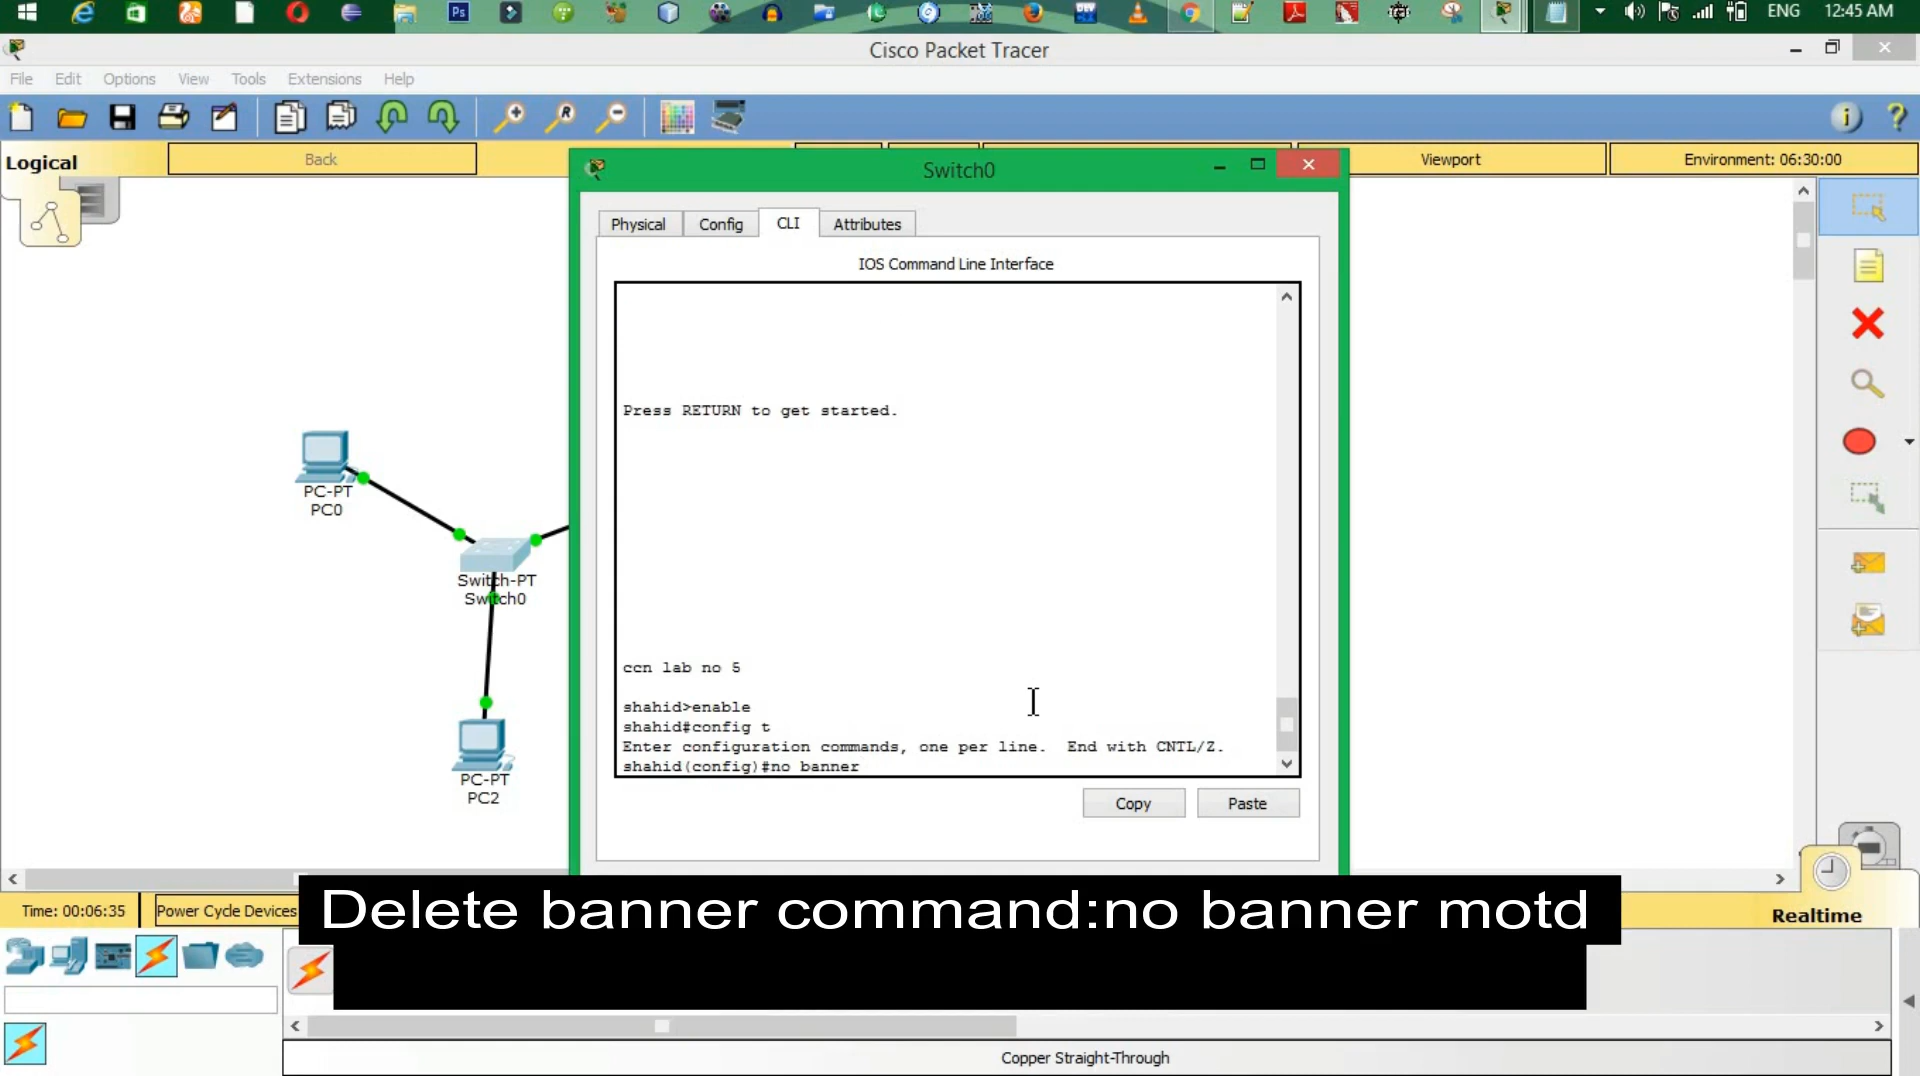 ENG
12:45 AM
Cisco Packet Tracer
File Edit Options View Tools Extensions Help
Logical
Back
Viewport
Environment: 06:30:00
Switch0
Physical Config CLI Attributes
IOS Command Line Interface
Press RETURN to get started.
ccn lab no 5
shahid>enable
shahid#config t
Enter configuration commands, one per line.  End with CNTL/Z.
shahid(config)#no banner
Copy
Paste
PC-PT
PC0
Switch-PT
Switch0
PC-PT
PC2
Time: 00:06:35
Power Cycle Devices
Delete banner command:no banner motd
Realtime
Copper Straight-Through